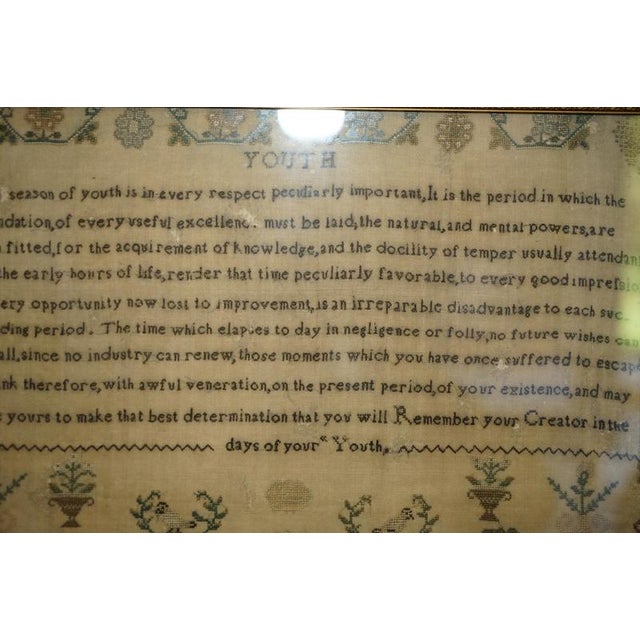 YOUTH
season of youth is in every respect peculiarly important, It is the period in which the
ndation, of every useful excellenc. must be laid, the natural, and mental powers, are
fitted, for the acquirement of knowledge, and the docility of temper usually attendan
the early hours of life, render that time peculiarly favorable, to every good impressio
ery opportunity now lost to improvement, is an irreparable disadvantage to each suc
ding period. The time which elapses to day in negligence or folly, no future wishes can
all, since no industry can renew, those moments which you have once suffered to escape
nk therefore, with awful veneration, on the present period, of your existence, and may
yours to make that best determination that you will Remember your Creator in the
days of your " Youth.